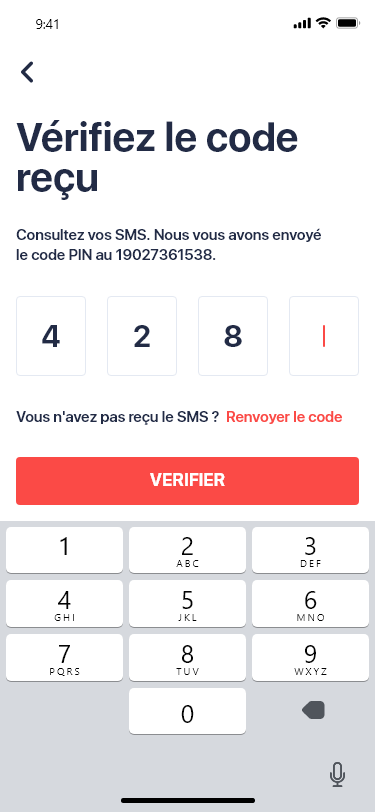 9:41
Vérifiez le code
reçu
Consultez vos SMS. Nous vous avons envoyé
le code PIN au 19027361538.
4 2 8
Vous n'avez pas reçu le SMS ? Renvoyer le code
VERIFIER
1 2 3
ABC DEF
4 5 6
GHI JKL MNO
7 8 9
PQRS TUV WXYZ
0